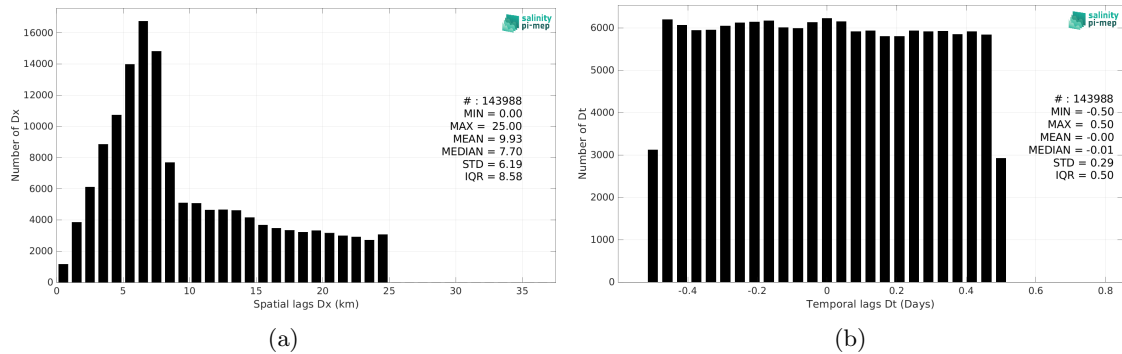 salinity
pi-mep
16000
14000
12000
10000
8000
6000
4000
2000
0
Number of Dx
# : 143988
MIN = 0.00
MAX = 25.00
MEAN = 9.93
MEDIAN = 7.70
STD = 6.19
IQR = 8.58
0 5 10 15 20 25 30 35
Spatial lags Dx (km)
(a)
salinity
pi-mep
6000
5000
4000
3000
2000
1000
0
Number of Dt
# : 143988
MIN = -0.50
MAX = 0.50
MEAN = -0.00
MEDIAN = -0.01
STD = 0.29
IQR = 0.50
-0.4 -0.2 0 0.2 0.4 0.6 0.8
Temporal lags Dt (Days)
(b)